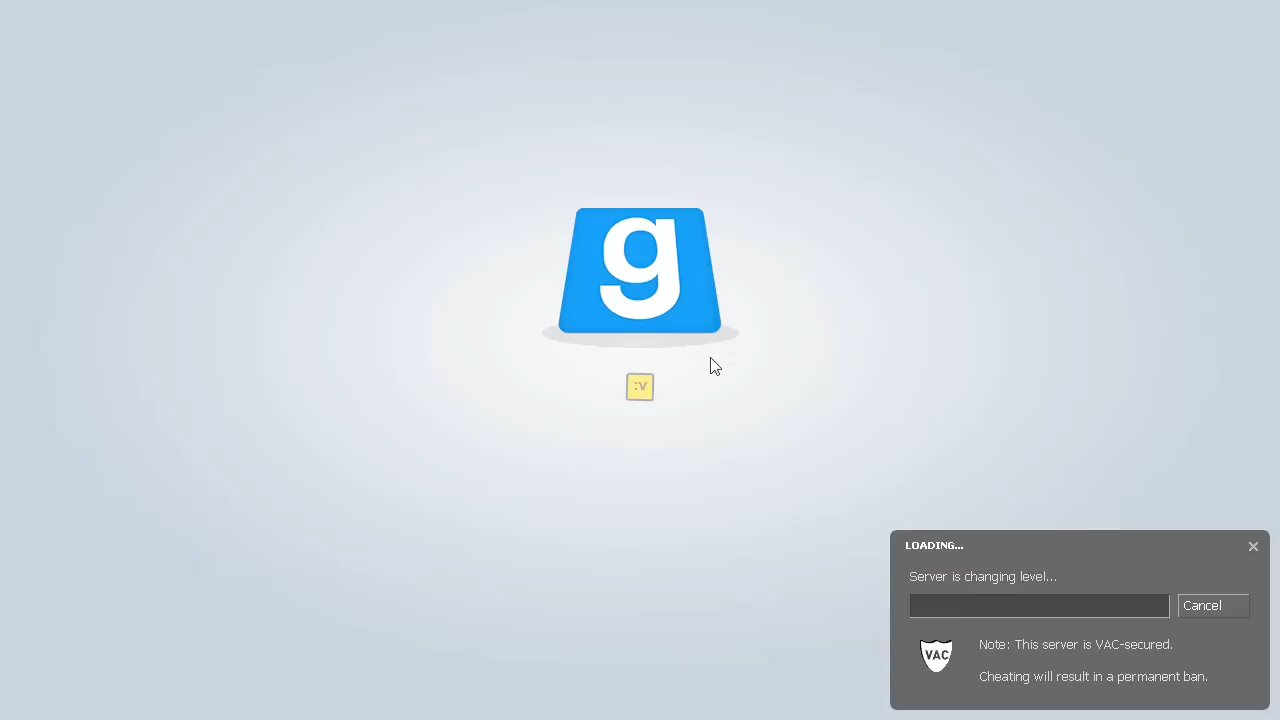 g
:v
LOADING...
Server is changing level...
Cancel
Note: This server is VAC-secured.
VAC
Cheating will result in a permanent ban.